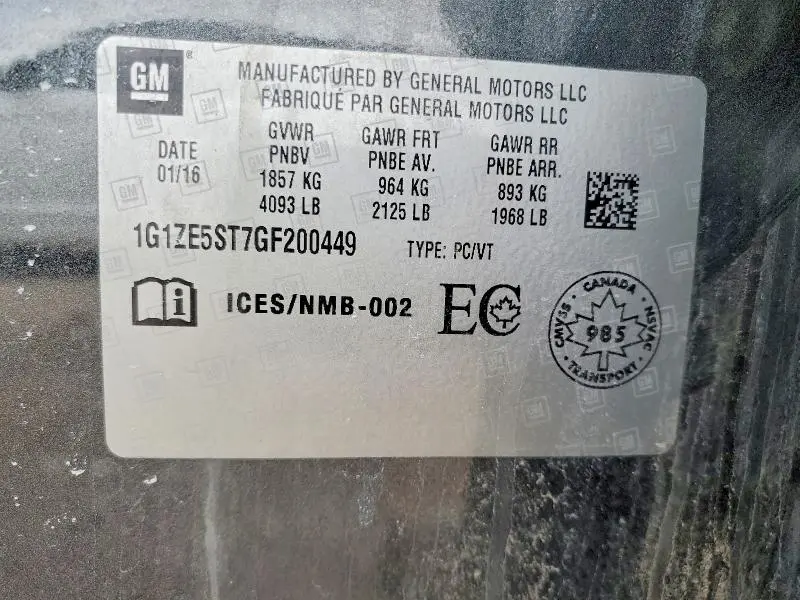 GM
MANUFACTURED BY GENERAL MOTORS LLC
FABRIQUÉ PAR GENERAL MOTORS LLC
DATE
01/16
GVWR
PNBV
1857 KG
4093 LB
GAWR FRT
PNBE AV.
964 KG
2125 LB
GAWR RR
PNBE ARR.
893 KG
1968 LB
1G1ZE5ST7GF200449
TYPE: PC/VT
i ICES/NMB-002
EC
CANADA
CMVSS
985
NSVAC
TRANSPORT